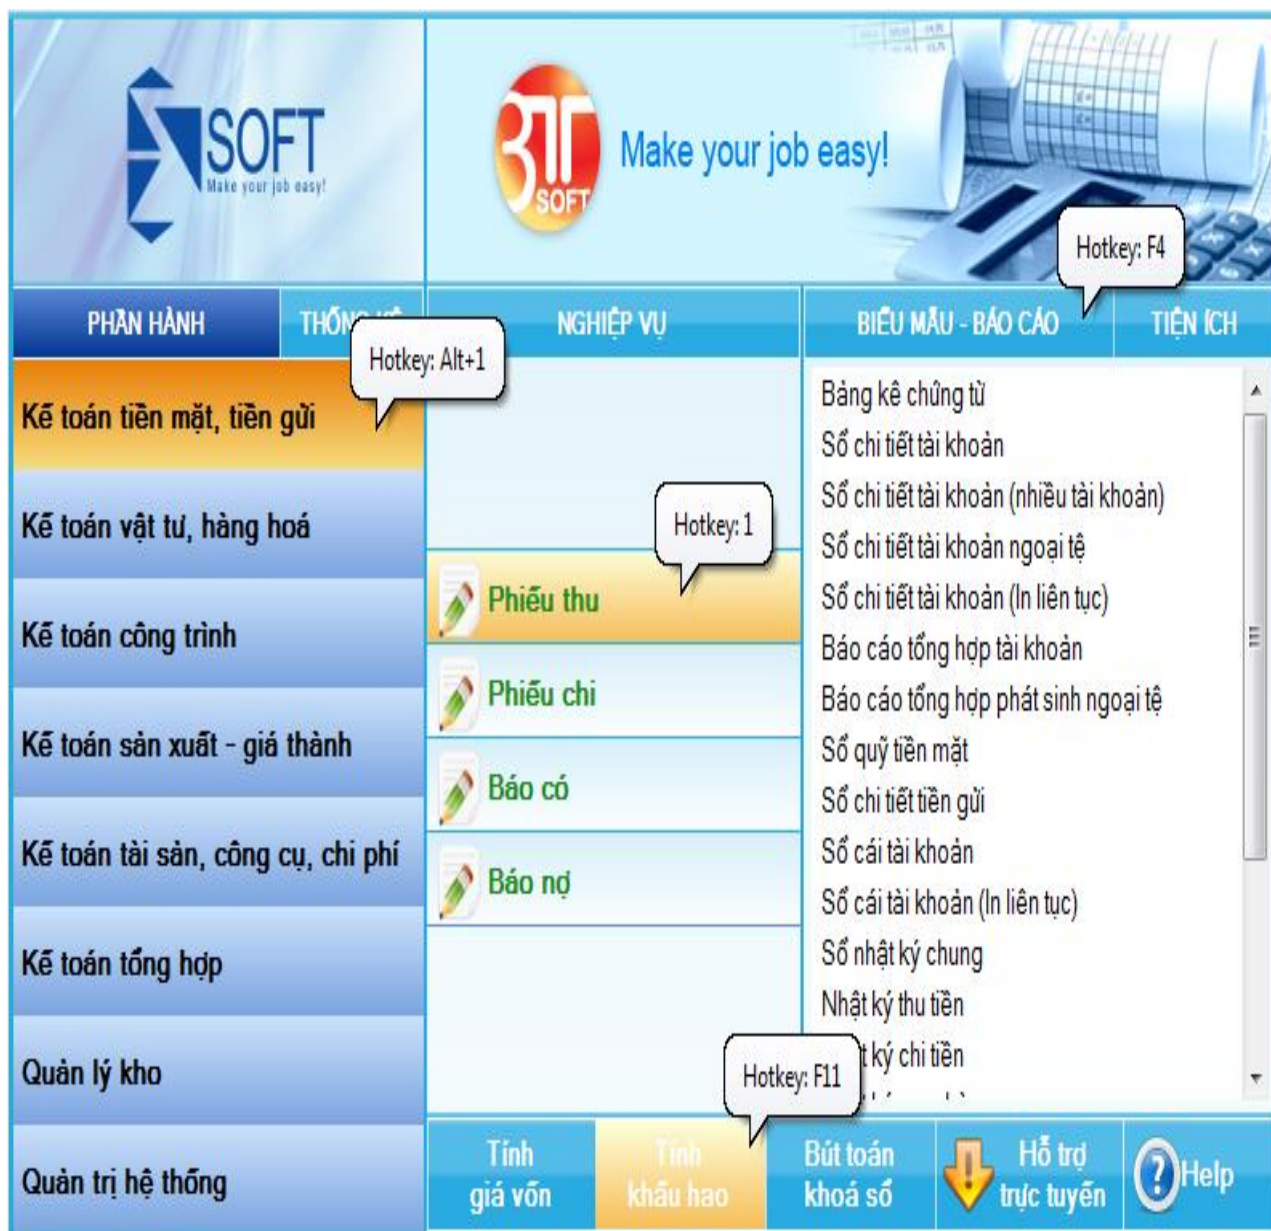 SOFT
Make your job easy!
3TSOFT
Make your job easy!
Hotkey: F4
PHÂN HÀNH
NGHIỆP VỤ
BIỂU MẪU - BÁO CÁO
TIỆN ÍCH
Hotkey: Alt+1
Kế toán tiền mặt, tiền gửi
Kế toán vật tư, hàng hoá
Kế toán công trình
Kế toán sản xuất - giá thành
Kế toán tài sản, công cụ, chi phí
Kế toán tổng hợp
Quản lý kho
Quản trị hệ thống
Hotkey: 1
Phiếu thu
Phiếu chi
Báo có
Báo nợ
Bảng kê chứng từ
Sổ chi tiết tài khoản
Sổ chi tiết tài khoản (nhiều tài khoản)
Sổ chi tiết tài khoản ngoại tệ
Sổ chi tiết tài khoản (In liên tục)
Báo cáo tổng hợp tài khoản
Báo cáo tổng hợp phát sinh ngoại tệ
Sổ quỹ tiền mặt
Sổ chi tiết tiền gửi
Sổ cái tài khoản
Sổ cái tài khoản (In liên tục)
Sổ nhật ký chung
Nhật ký thu tiền
ký chi tiền
Hotkey: F11
Tính
giá vốn
Tính
khấu hao
Bút toán
khoá sổ
Hỗ trợ
trực tuyến
Help